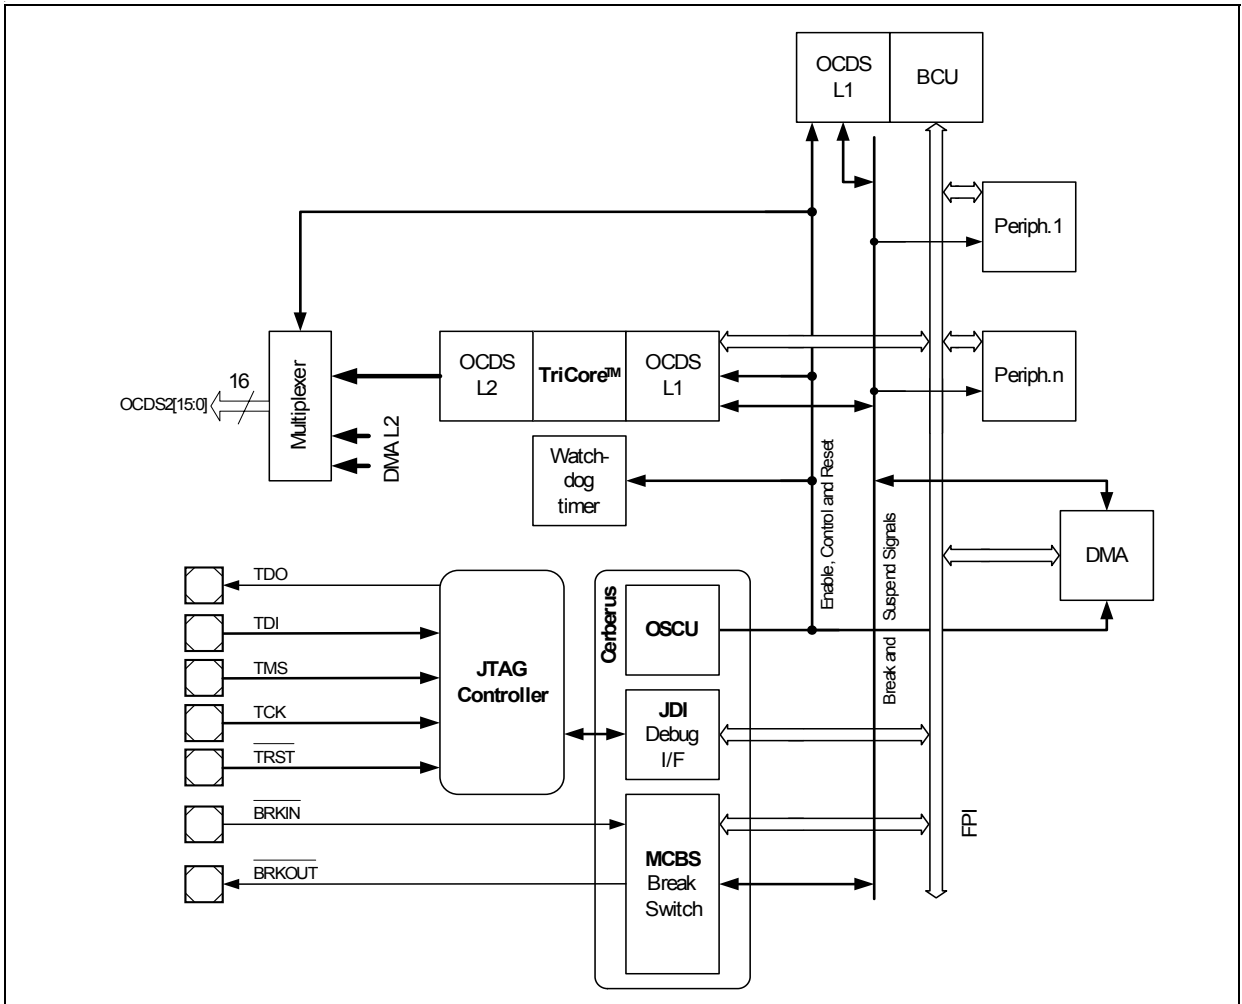 OCDS
L1
BCU
Periph.1
Multiplexer
16
OCDS2[15:0]
DMA L2
OCDS
L2
TriCore™
OCDS
L1
Periph.n
Watch-
dog
timer
Enable, Control and Reset
Break and Suspend Signals
DMA
TDO
TDI
TMS
TCK
TRST
BRKIN
BRKOUT
JTAG
Controller
Cerberus
OSCU
JDI
Debug
I/F
MCBS
Break
Switch
FPI